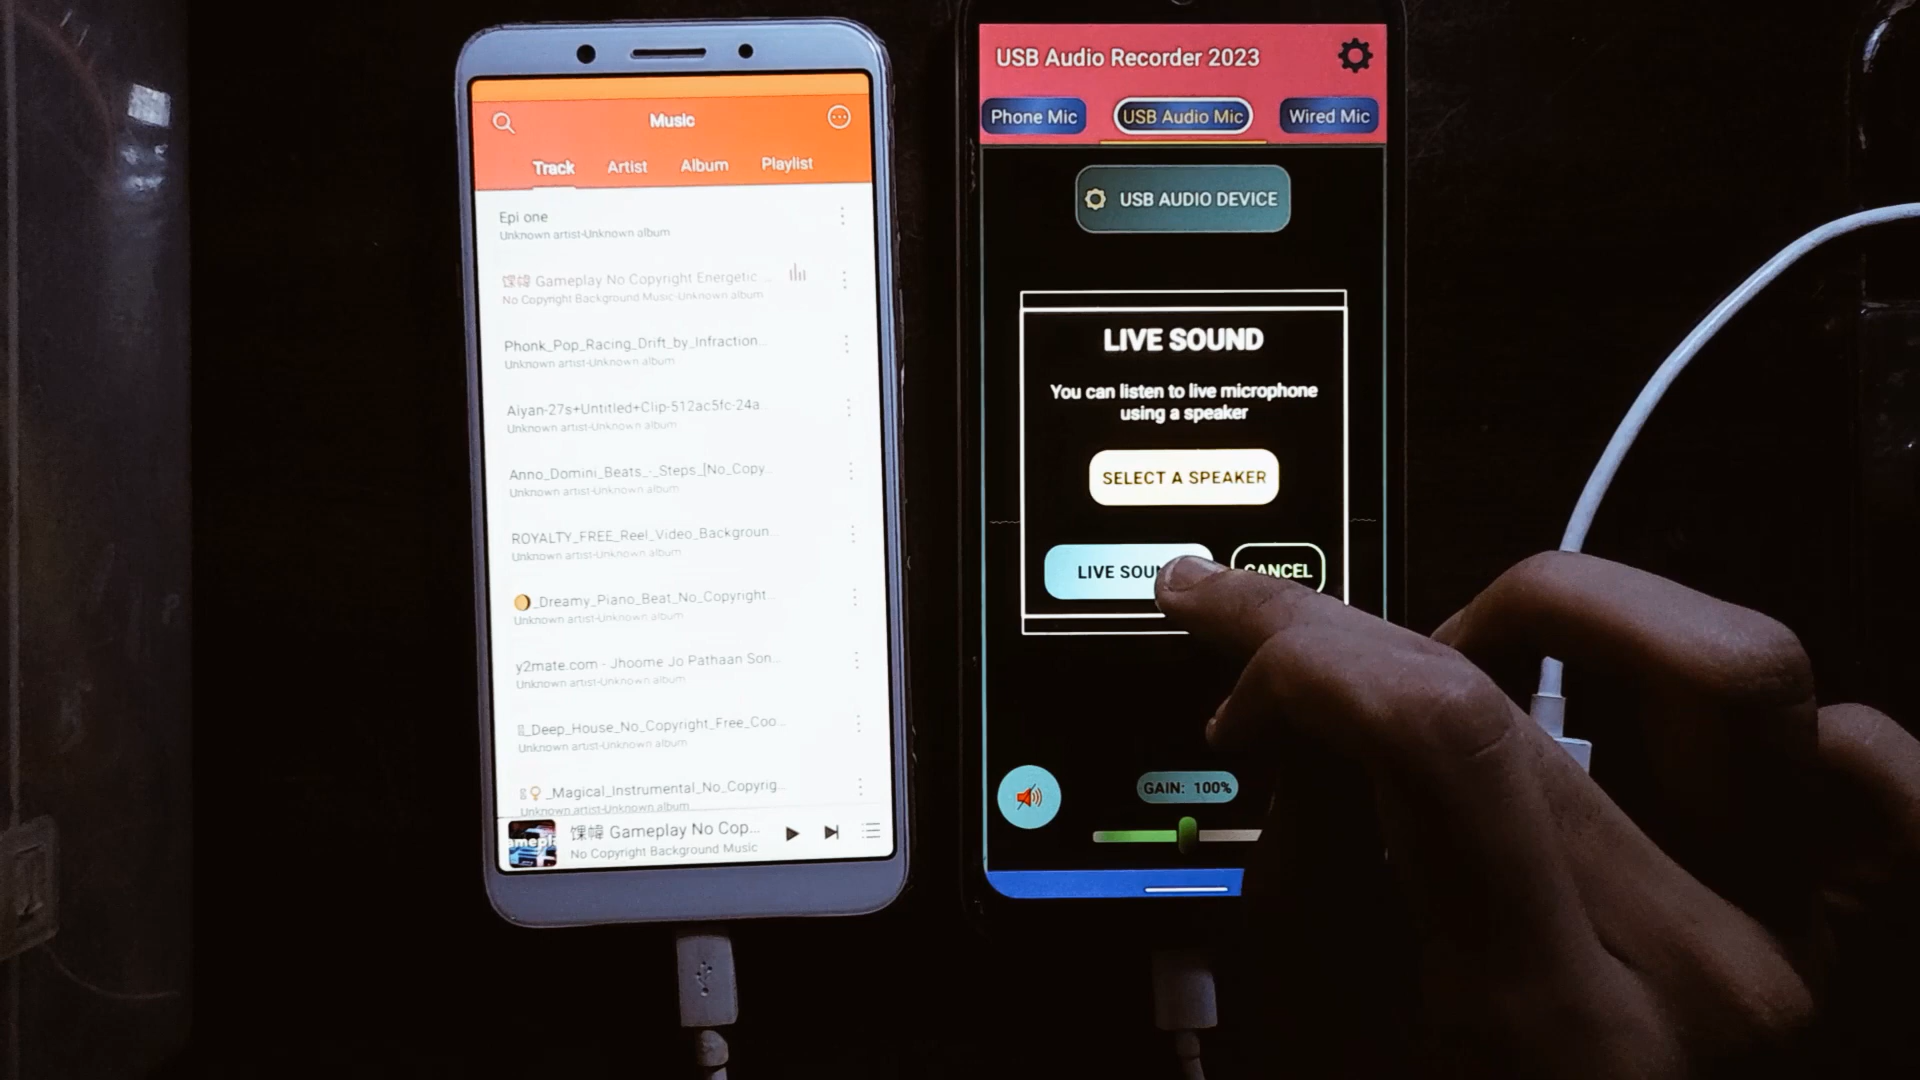 Music
Track Artist Album Playlist
Epi one
Unknown artist-Unknown album
馃幃 Gameplay No Copyright Energetic ...
No Copyright Background Music-Unknown album
Phonk_Pop_Racing_Drift_by_Infraction...
Unknown artist-Unknown album
Aiyan-27s+Untitled+Clip-512ac5fc-24a...
Unknown artist-Unknown album
Anno_Domini_Beats_-_Steps_[No_Copy...
Unknown artist-Unknown album
ROYALTY_FREE_Reel_Video_Backgroun...
Unknown artist-Unknown album
_Dreamy_Piano_Beat_No_Copyright...
Unknown artist-Unknown album
y2mate.com - Jhoome Jo Pathaan Son...
Unknown artist-Unknown album
_Deep_House_No_Copyright_Free_Coo...
Unknown artist-Unknown album
_Magical_Instrumental_No_Copyrig...
Unknown artist-Unknown album
馃幃 Gameplay No Cop...
No Copyright Background Music
USB Audio Recorder 2023
Phone Mic USB Audio Mic Wired Mic
USB AUDIO DEVICE
LIVE SOUND
You can listen to live microphone
using a speaker
SELECT A SPEAKER
LIVE SOUN CANCEL
GAIN: 100%